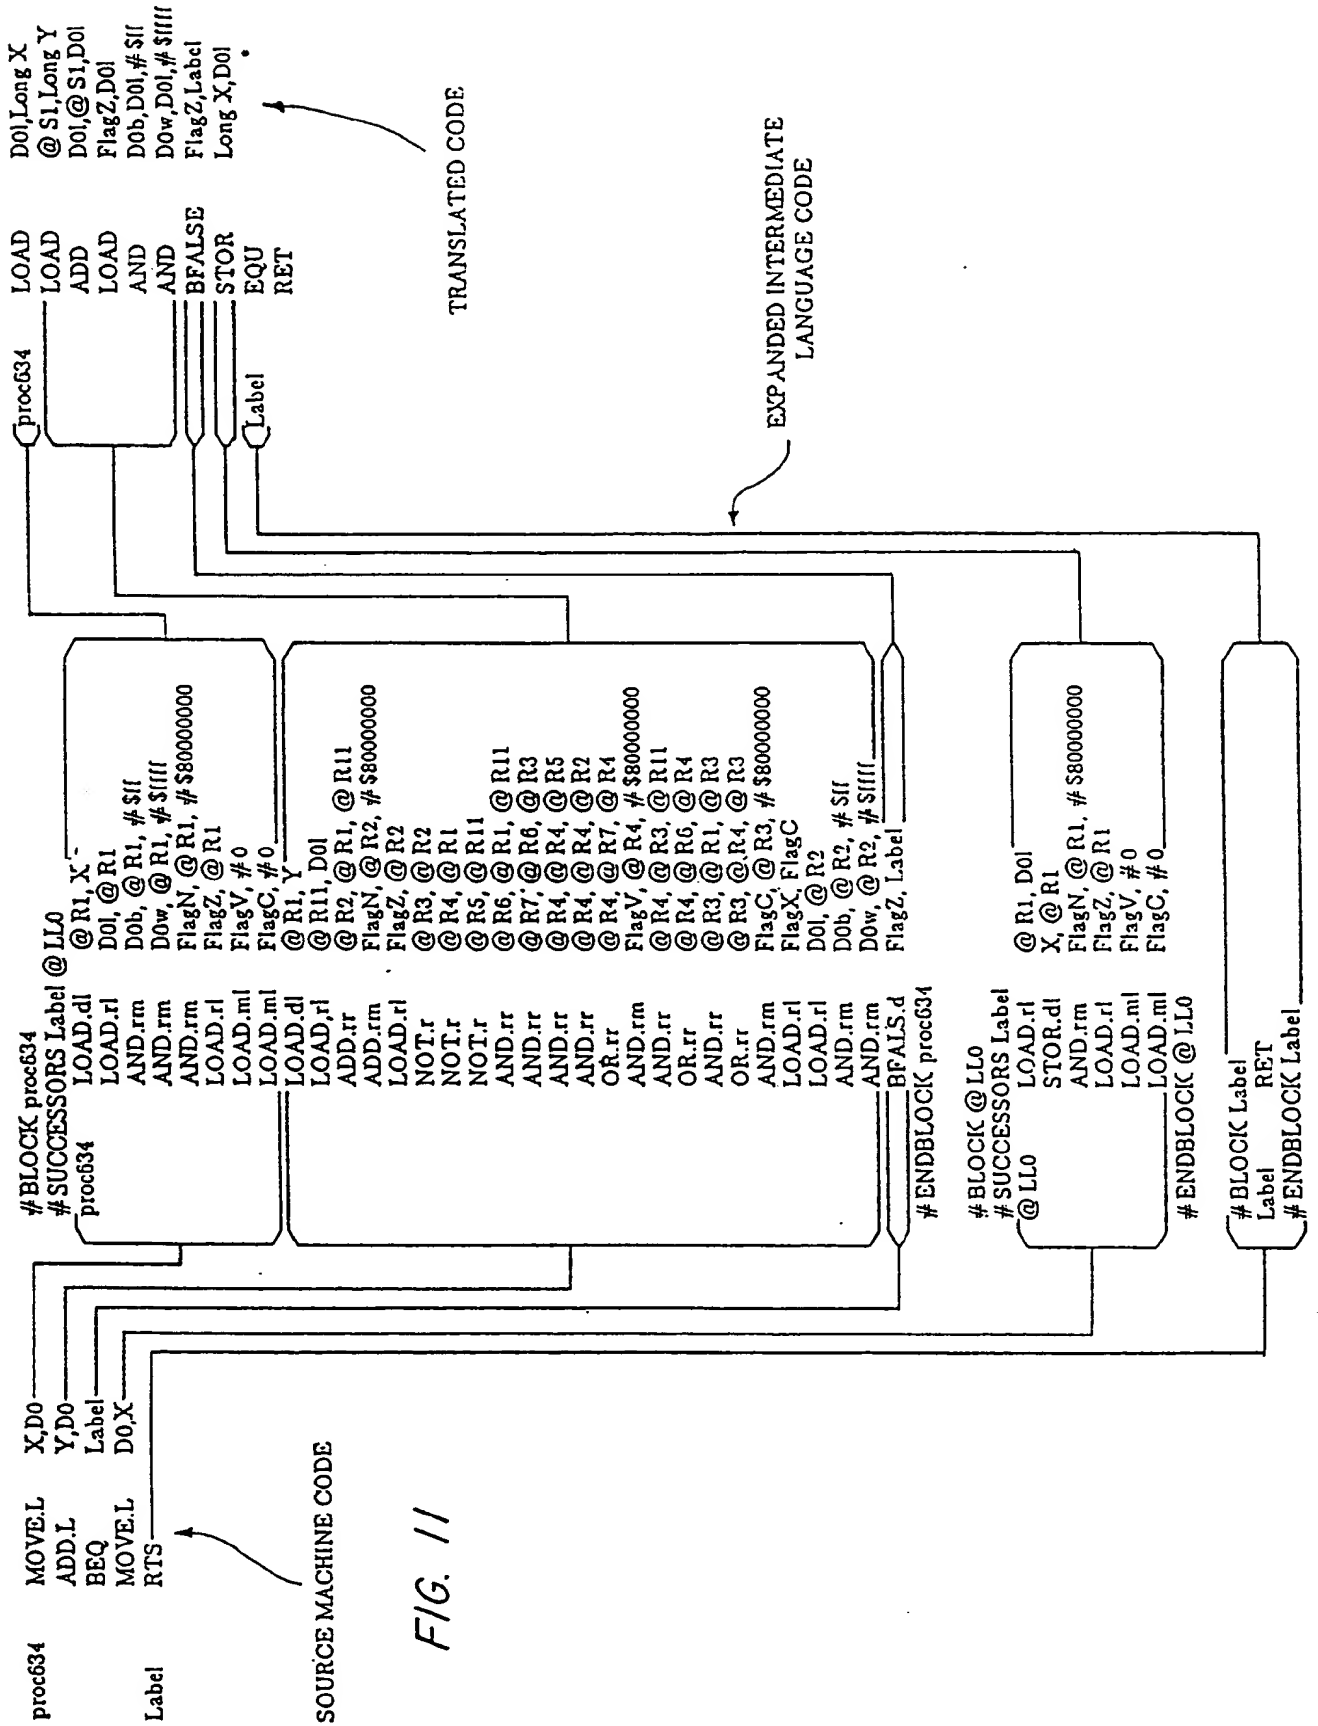 proc634 MOVE.L X,D0
ADD.L Y,D0
BEQ Label
MOVE.L D0,X
Label RTS
SOURCE MACHINE CODE
FIG. 11
#BLOCK proc634
#SUCCESSORS Label @LL0
proc634 LOAD.dl @R1, X
LOAD.rl D0l, @R1
AND.rm D0b, @R1, #$ff
AND.rm D0w, @R1, #$ffff
AND.rm FlagN, @R1, #$80000000
LOAD.rl FlagZ, @R1
LOAD.ml FlagV, #0
LOAD.ml FlagC, #0
LOAD.dl @R1, Y
LOAD,rl @R11, D0l
ADD.rr @R2, @R1, @R11
ADD.rm FlagN, @R2, #$80000000
LOAD.rl FlagZ, @R2
NOT.r @R3, @R2
NOT.r @R4, @R1
NOT.r @R5, @R11
AND.rr @R6, @R1, @R11
AND.rr @R7, @R6, @R3
AND.rr @R4, @R4, @R5
AND.rr @R4, @R4, @R2
OR.rr @R4, @R7, @R4
AND.rm FlagV, @R4, #$80000000
AND.rr @R4, @R3, @R11
OR.rr @R4, @R6, @R4
AND.rr @R3, @R1, @R3
OR.rr @R3, @R4, @R3
AND.rm FlagC, @R3, #$80000000
LOAD.rl FlagX, FlagC
LOAD.rl D0l, @R2
AND.rm D0b, @R2, #$ff
AND.rm D0w, @R2, #$ffff
BFALS.d FlagZ, Label
#ENDBLOCK proc634
#BLOCK @LL0
#SUCCESSORS Label
@LL0 LOAD.rl @R1, D0l
STOR.dl X, @R1
AND.rm FlagN, @R1, #$80000000
LOAD.rl FlagZ, @R1
LOAD.ml FlagV, #0
LOAD.ml FlagC, #0
#ENDBLOCK @LL0
#BLOCK Label
Label RET
#ENDBLOCK Label
EXPANDED INTERMEDIATE
LANGUAGE CODE
proc634 LOAD D0l,Long X
LOAD @S1,Long Y
ADD D0l,@S1,D0l
LOAD FlagZ,D0l
AND D0b,D0l,#$ff
AND D0w,D0l,#$ffff
BFALSE FlagZ,Label
STOR Long X,D0l
Label EQU *
RET
TRANSLATED CODE